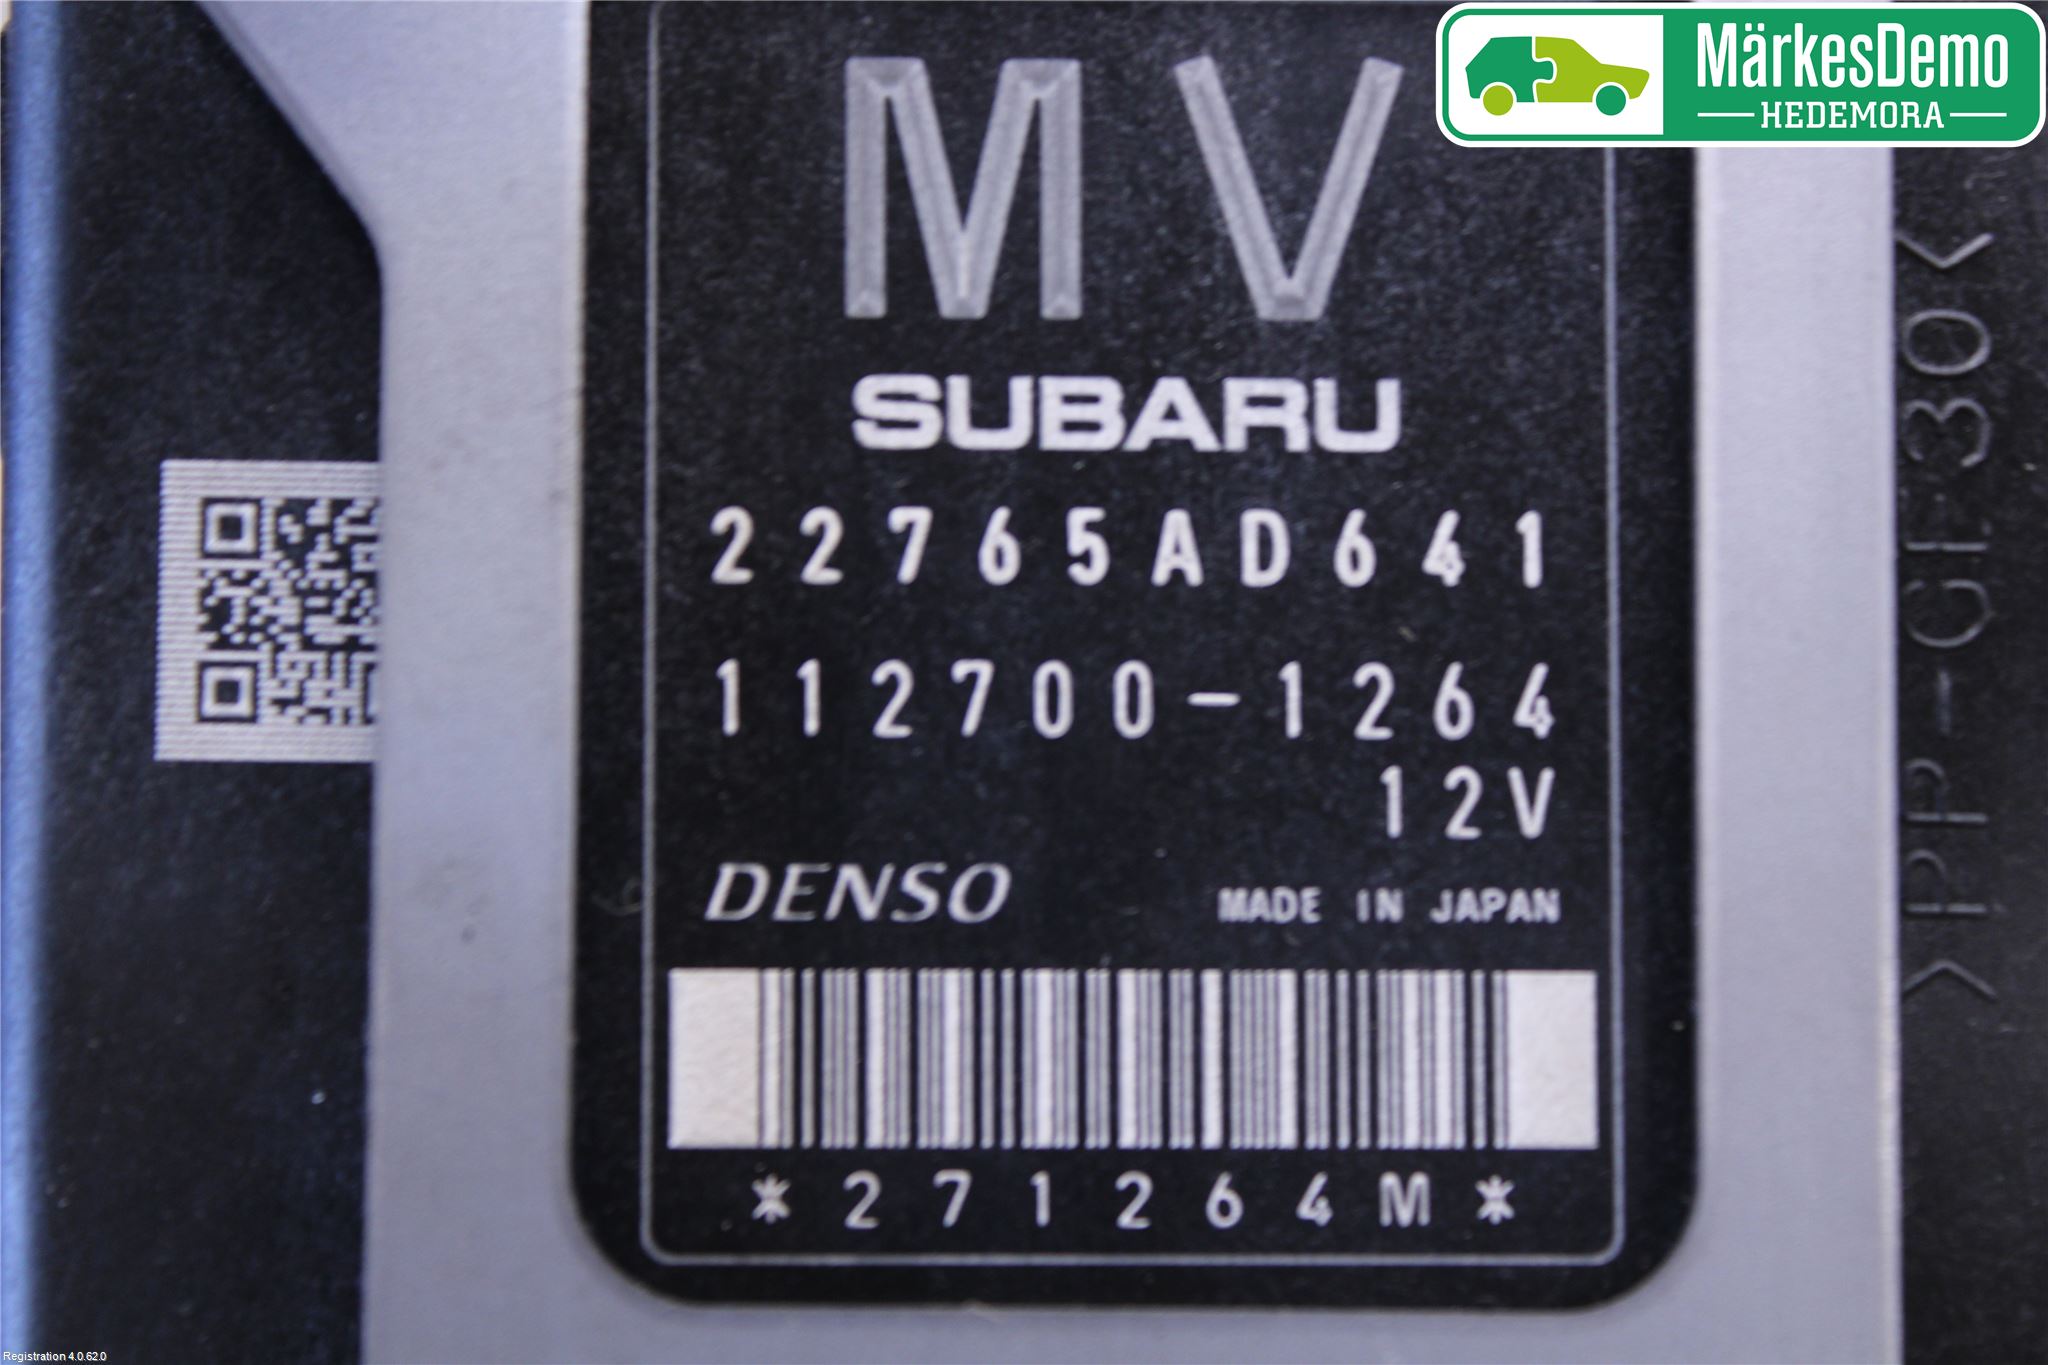 MärkesDemo
HEDEMORA
M V
SUBARU
22765AD641
112700-1264
12V
DENSO MADE IN JAPAN
*271264M*
>PP-GF30<
Registration 4.0.62.0